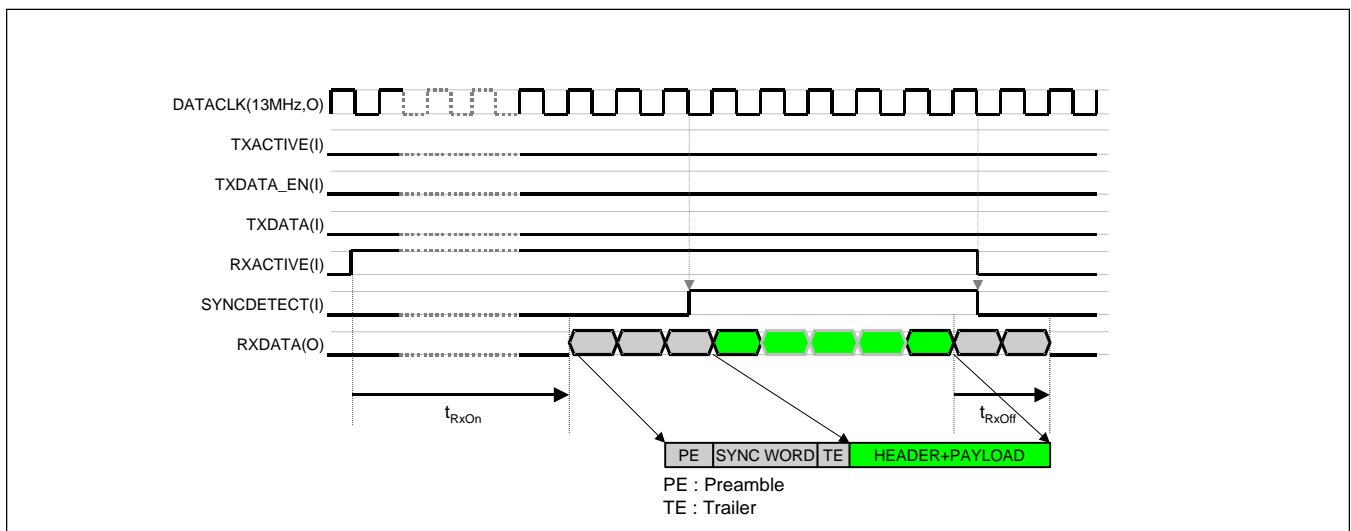 DATACLK(13MHz,O)
TXACTIVE(I)
TXDATA_EN(I)
TXDATA(I)
RXACTIVE(I)
SYNCDETECT(I)
RXDATA(O)
tRxOn
tRxOff
PE
SYNC WORD
TE
HEADER+PAYLOAD
PE : Preamble
TE : Trailer